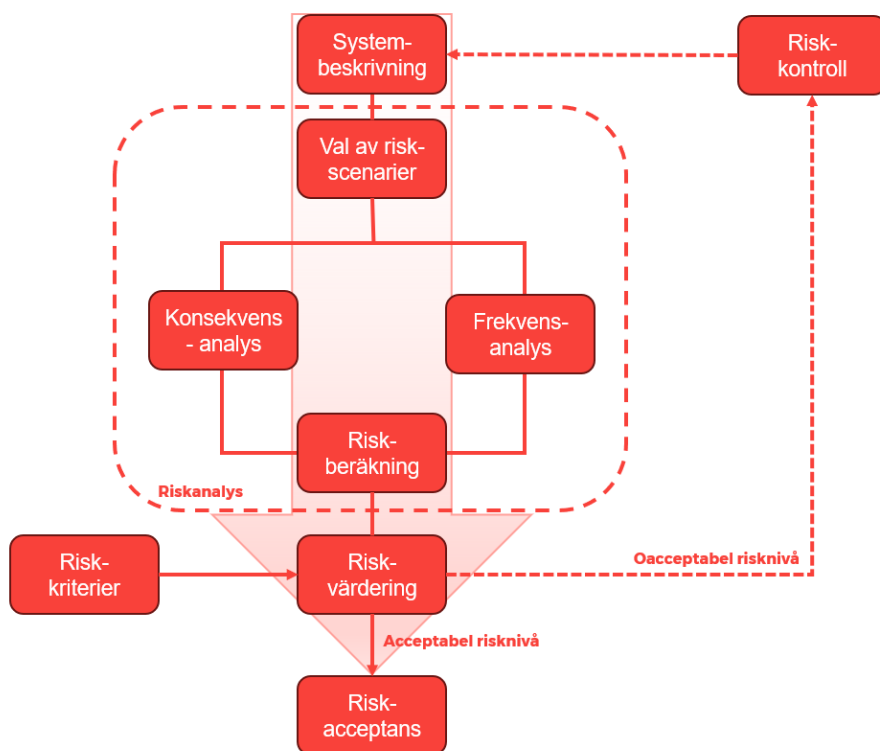 System-
beskrivning
Risk-
kontroll
Val av risk-
scenarier
Konsekvens
- analys
Frekvens-
analys
Risk-
beräkning
Riskanalys
Risk-
kriterier
Risk-
värdering
Oacceptabel risknivå
Acceptabel risknivå
Risk-
acceptans